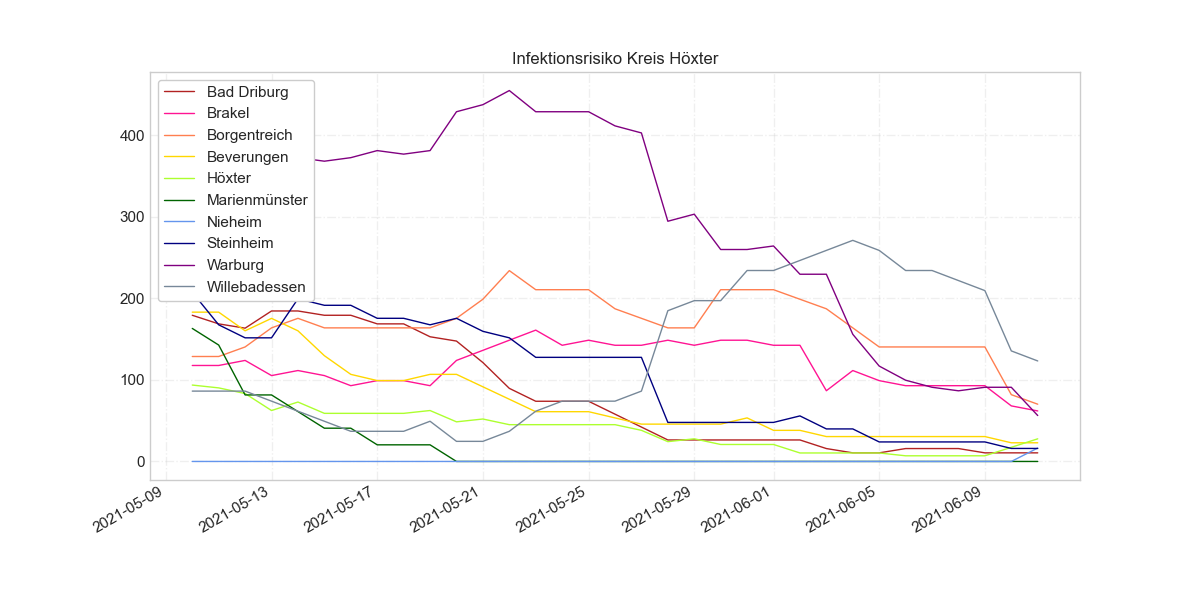 Infektionsrisiko Kreis Höxter
Bad Driburg
Brakel
Borgentreich
Beverungen
Höxter
Marienmünster
Nieheim
Steinheim
Warburg
Willebadessen
400
300
200
100
0
2021-05-09
2021-05-13
2021-05-17
2021-05-21
2021-05-25
2021-05-29
2021-06-01
2021-06-05
2021-06-09